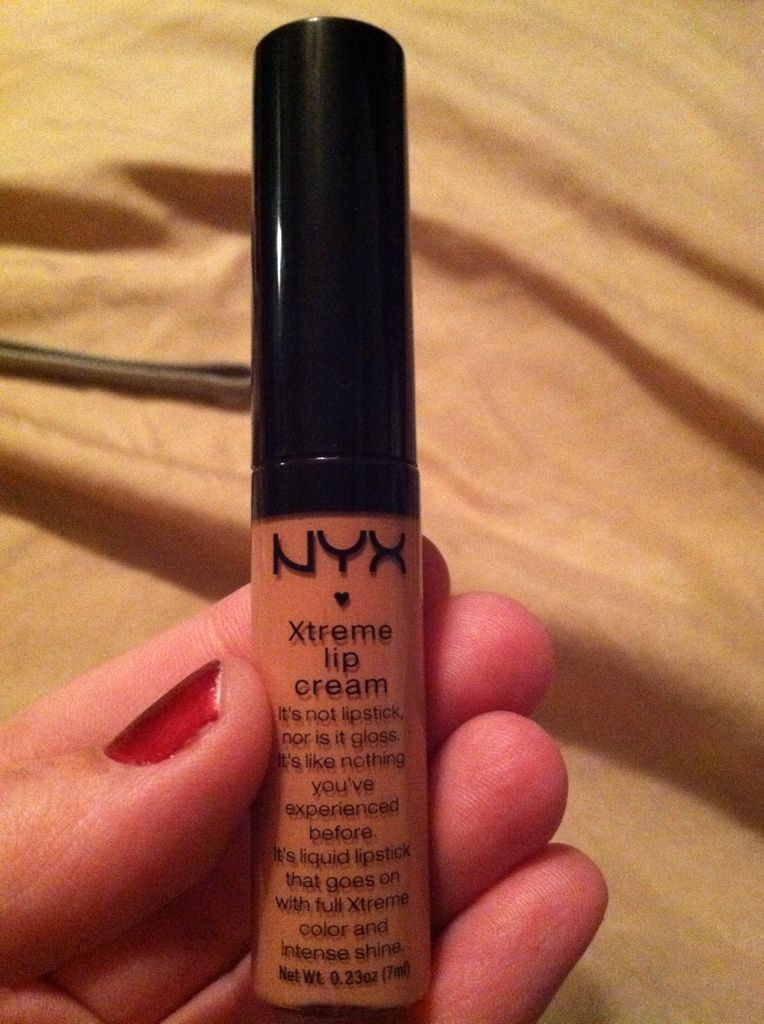 NYX
♥
Xtreme
lip
cream
It's not lipstick,
nor is it gloss.
It's like nothing
you've
experienced
before.
It's liquid lipstick
that goes on
with full Xtreme
color and
intense shine.
Net Wt. 0.23oz (7ml)